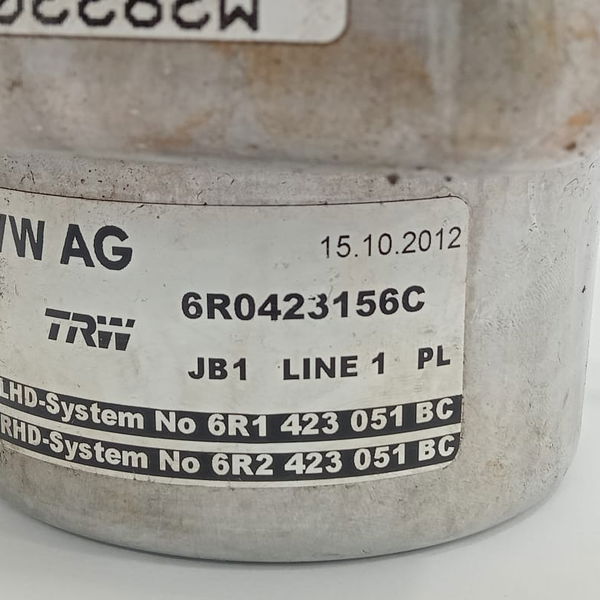 VW AG
15.10.2012
6R0423156C
TRW
JB1 LINE 1 PL
LHD-System No 6R1 423 051 BC
RHD-System No 6R2 423 051 BC